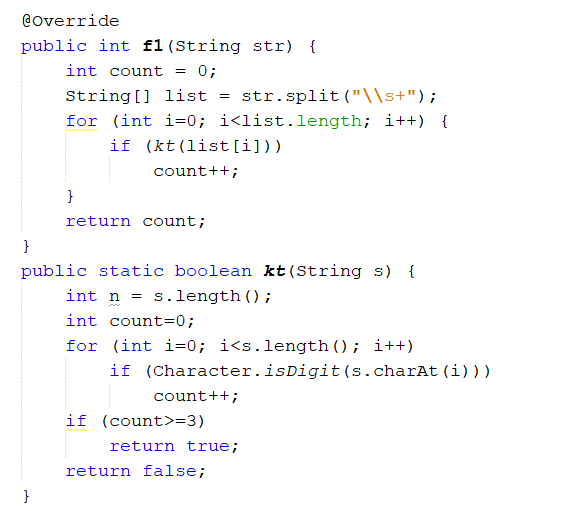 @Override
public int f1(String str) {
    int count = 0;
    String[] list = str.split("\\s+");
    for (int i=0; i<list.length; i++) {
        if (kt(list[i]))
            count++;
    }
    return count;
}
public static boolean kt(String s) {
    int n = s.length();
    int count=0;
    for (int i=0; i<s.length(); i++)
        if (Character.isDigit(s.charAt(i)))
            count++;
    if (count>=3)
        return true;
    return false;
}